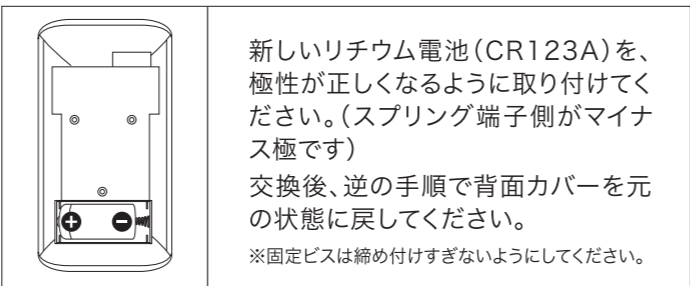 新しいリチウム電池(CR123A)を、
極性が正しくなるように取り付けてく
ださい。(スプリング端子側がマイナ
ス極です)
交換後、逆の手順で背面カバーを元
の状態に戻してください。
※固定ビスは締め付けすぎないようにしてください。